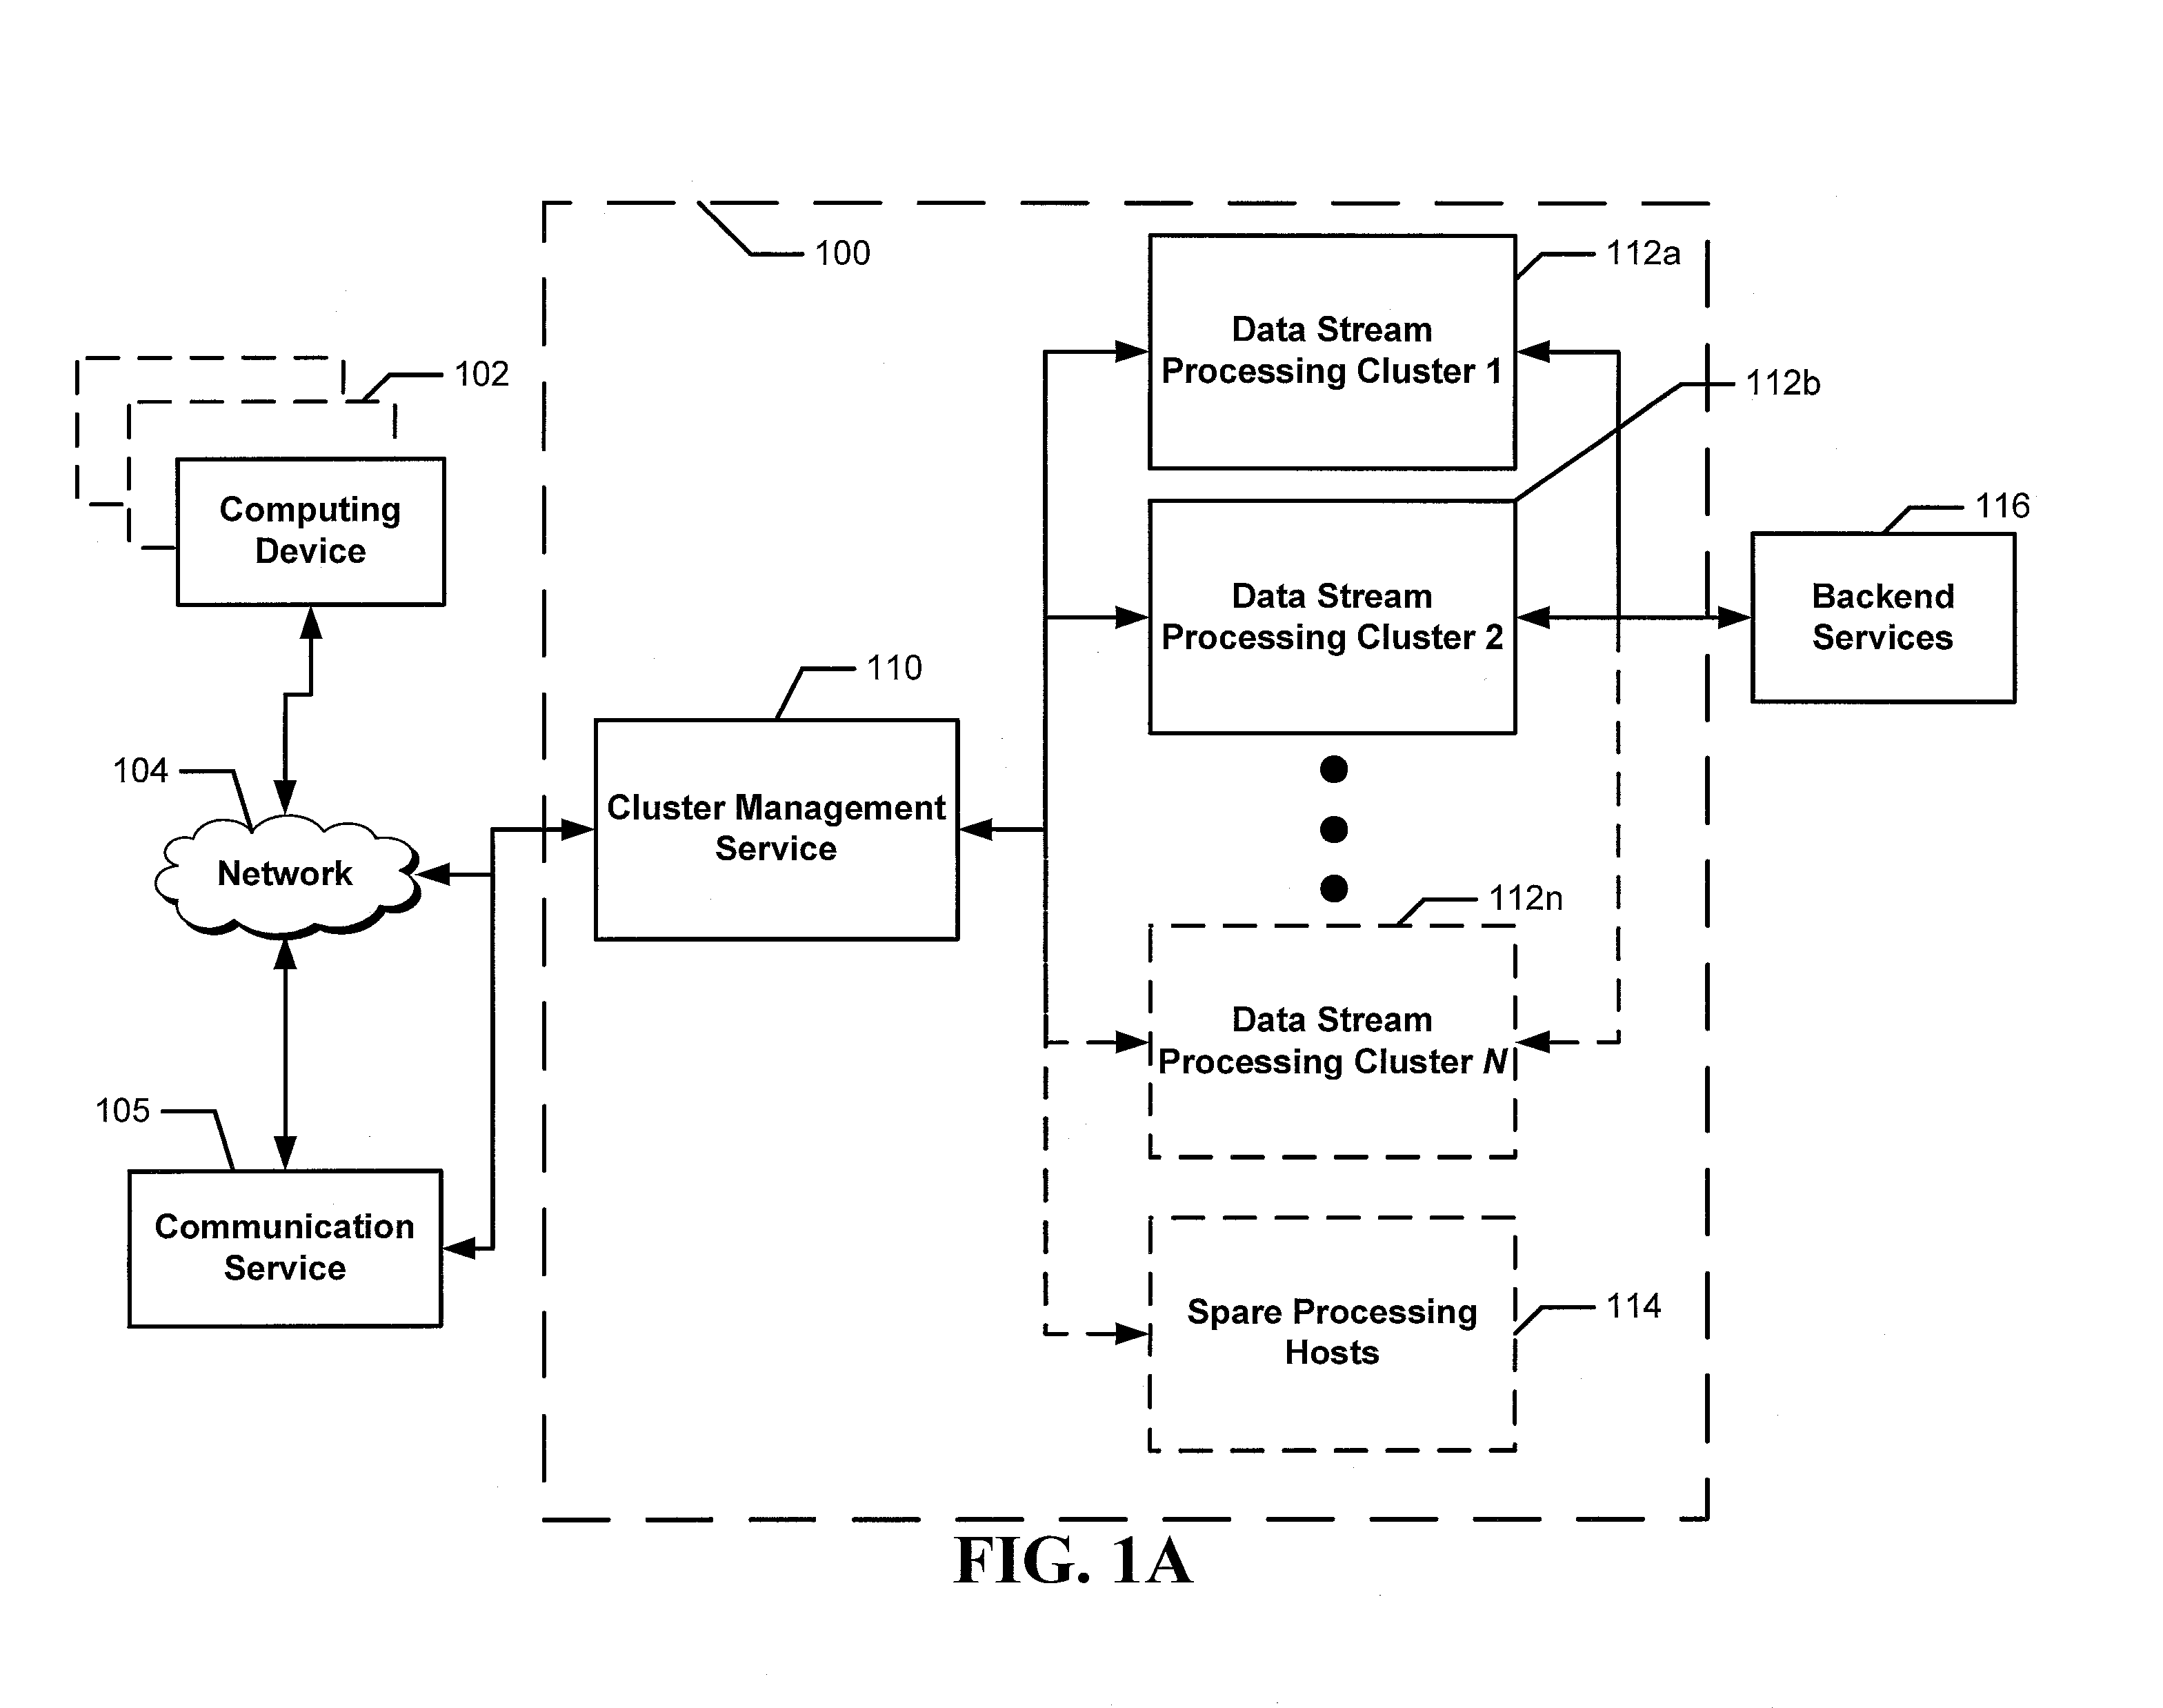 100
112a
Data Stream
Processing Cluster 1
102
112b
Computing
Device
116
Data Stream
Processing Cluster 2
Backend
Services
110
104
Cluster Management
Service
Network
112n
Data Stream
Processing Cluster N
105
Communication
Service
Spare Processing
Hosts
114
FIG. 1A